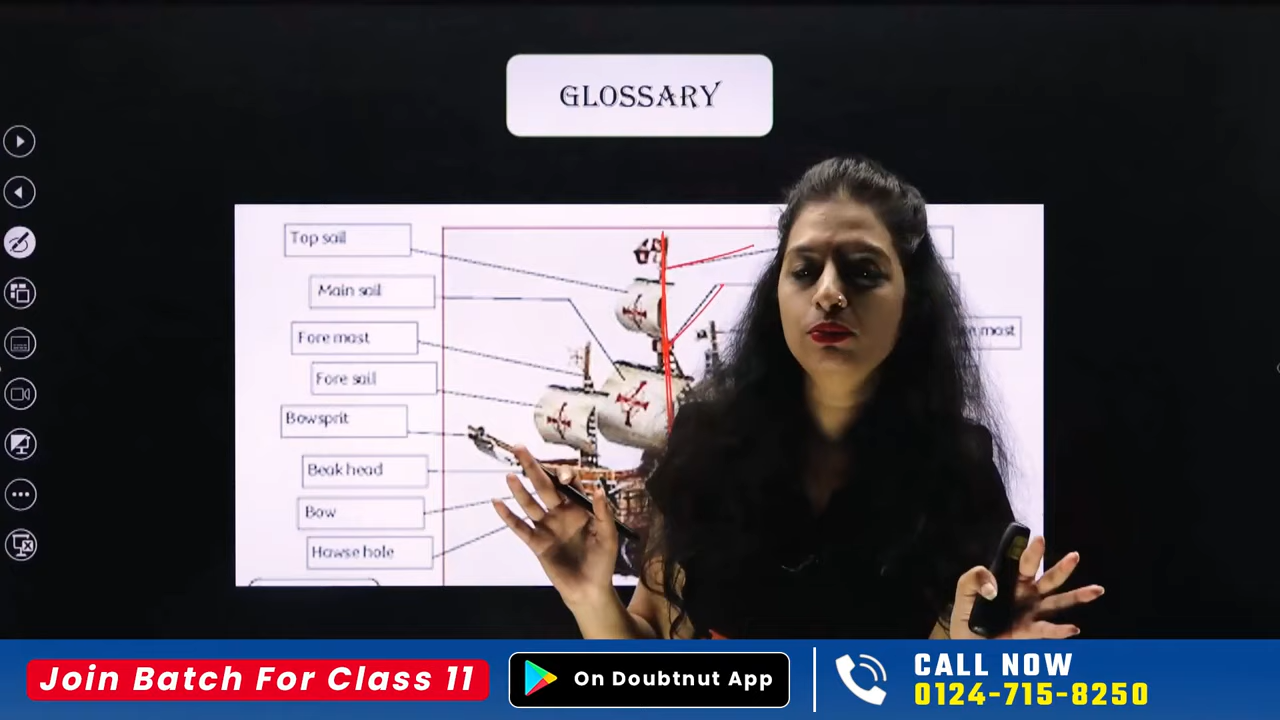 GLOSSARY
Top sail
Main sail
Fore mast
Fore sail
Bowsprit
Beak head
Bow
Hawse hole
mast
Join Batch For Class 11
On Doubtnut App
CALL NOW
0124-715-8250